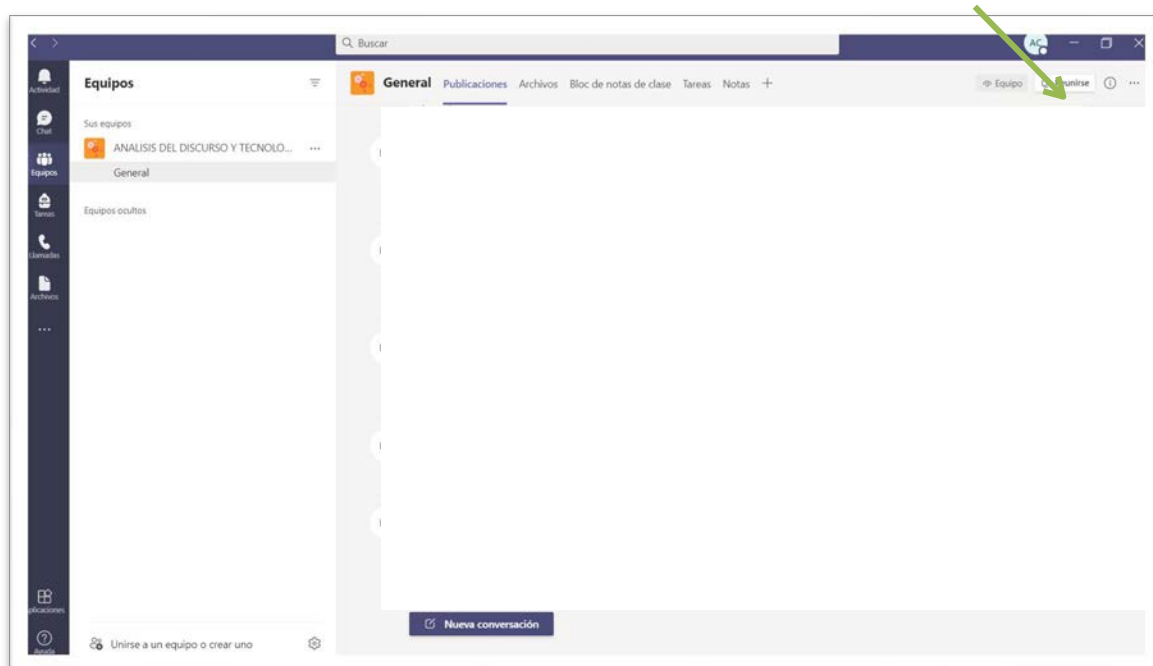 Buscar
AC
Actividad
Chat
Equipos
Tareas
Llamadas
Archivos
...
Ayuda
Equipos
Sus equipos
ANALISIS DEL DISCURSO Y TECNOLO... ...
General
Equipos ocultos
Unirse a un equipo o crear uno
General Publicaciones Archivos Bloc de notas de clase Tareas Notas +
Equipo
...
Nueva conversación